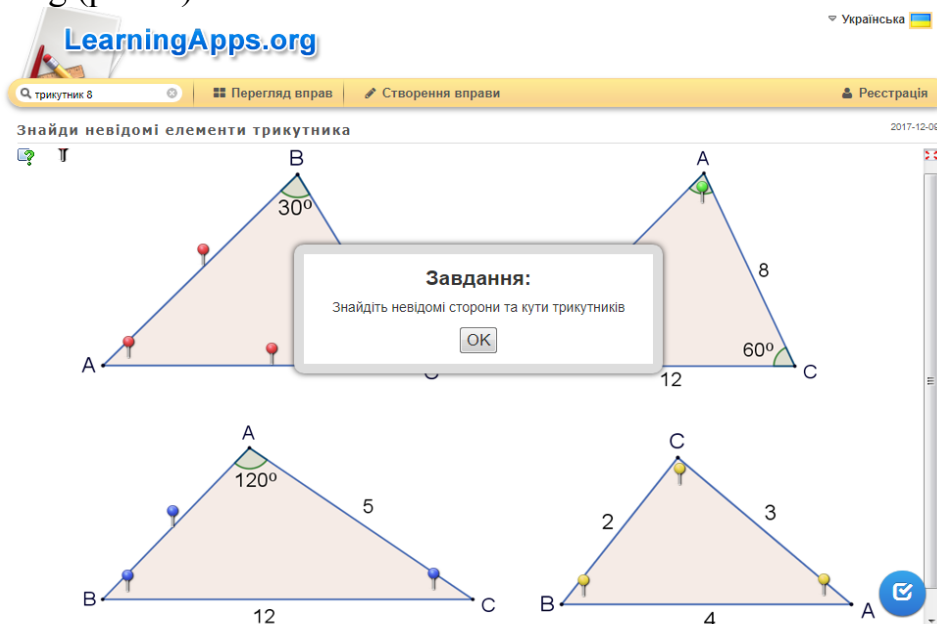 Українська
LearningApps.org
трикутник 8
Перегляд вправ
Створення вправи
Реєстрація
Знайди невідомі елементи трикутника
2017-12-09
B
30º
A
A
8
60º
C
12
Завдання:
Знайдіть невідомі сторони та кути трикутників
OK
A
120º
5
B
12
C
C
2
3
B
4
A